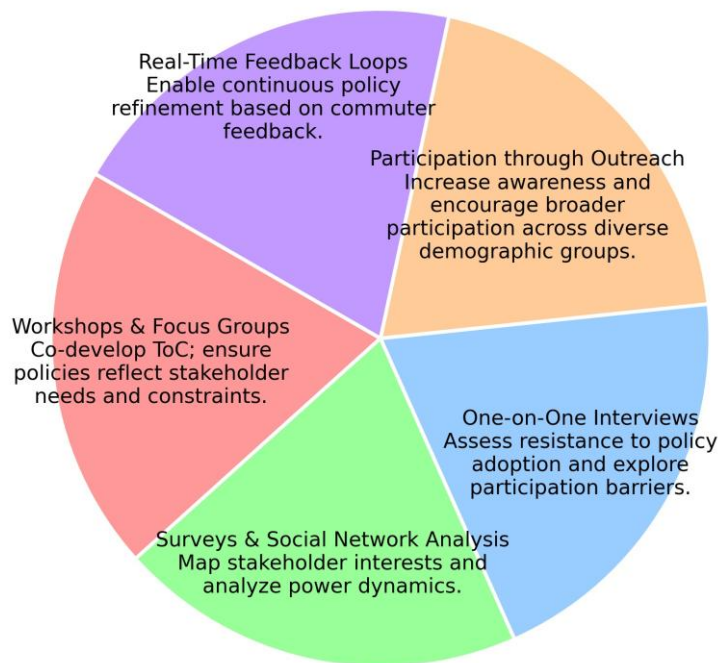 Real-Time Feedback Loops
Enable continuous policy
refinement based on commuter
feedback.
Participation through Outreach
Increase awareness and
encourage broader
participation across diverse
demographic groups.
Workshops & Focus Groups
Co-develop ToC; ensure
policies reflect stakeholder
needs and constraints.
One-on-One Interviews
Assess resistance to policy
adoption and explore
participation barriers.
Surveys & Social Network Analysis
Map stakeholder interests and
analyze power dynamics.